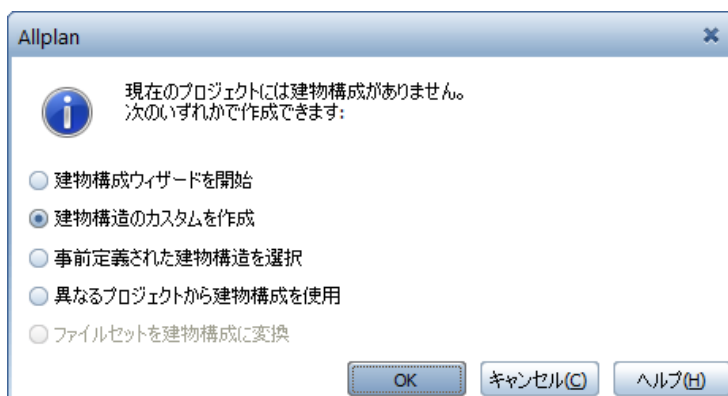 Allplan
現在のプロジェクトには建物構成がありません。
次のいずれかで作成できます:
建物構成ウィザードを開始
建物構造のカスタムを作成
事前定義された建物構造を選択
異なるプロジェクトから建物構成を使用
ファイルセットを建物構成に変換
OK キャンセル(C) ヘルプ(H)